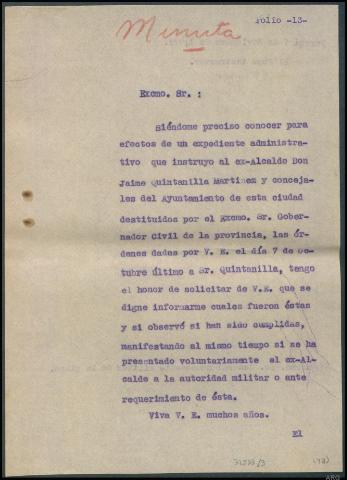 Folio -13-
Minuta
Excmo. Sr. :
Siéndome preciso conocer para
efectos de un expediente administra-
tivo que instruyo al ex-Alcalde Don
Jaime Quintanilla Martinez y conceja-
les del Ayuntamiento de esta ciudad
destituidos por el Excmo. Sr. Gober-
nador Civil de la provincia, las ór-
denes dadas por V. E. el día 7 de Oc-
tubre último a Sr. Quintanilla, tengo
el honor de solicitar de V.E. que se
digne informarme cuales fueron éstas
y si observó si han sido cumplidas,
manifestando al mismo tiempo si se ha
presentado voluntariamente el ex-Al-
calde a la autoridad militar o ante
requerimiento de ésta.
Viva V. E. muchos años.
El